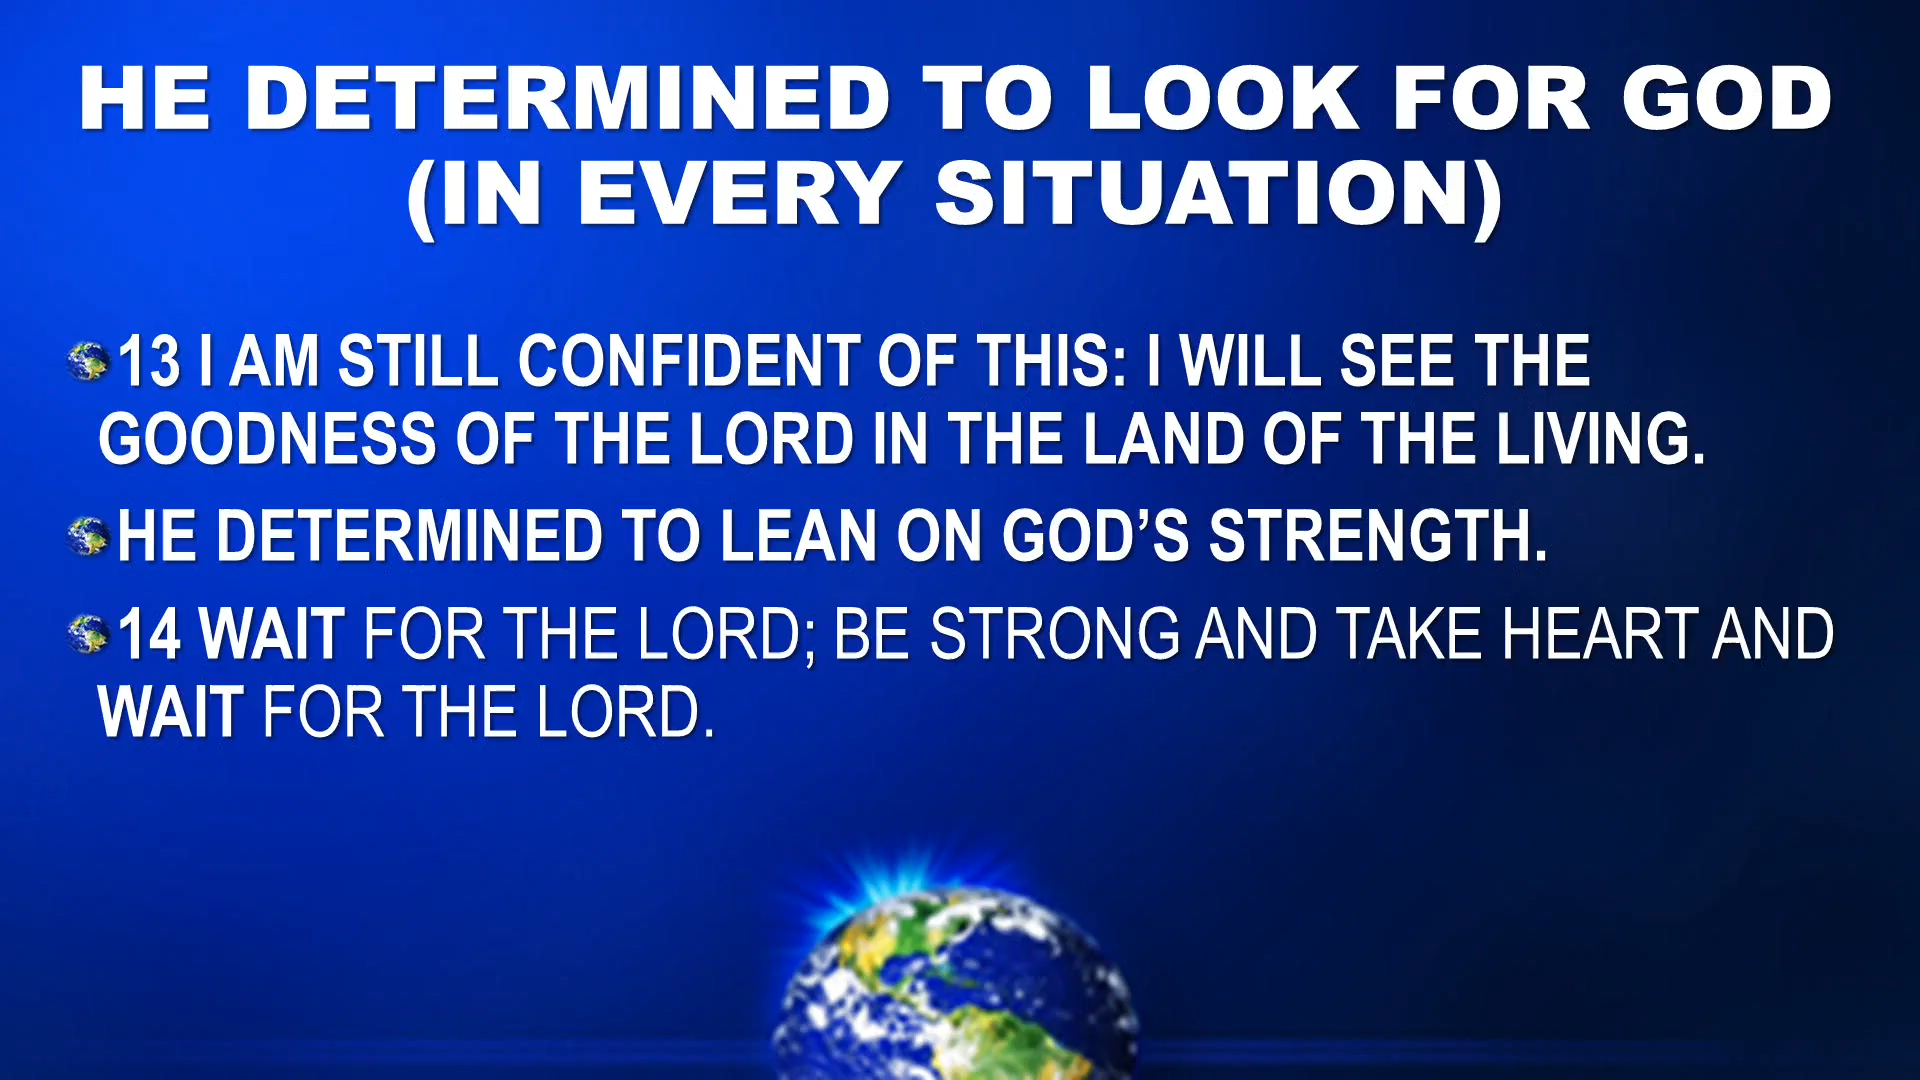 HE DETERMINED TO LOOK FOR GOD
(IN EVERY SITUATION)
13 I AM STILL CONFIDENT OF THIS: I WILL SEE THE
GOODNESS OF THE LORD IN THE LAND OF THE LIVING.
HE DETERMINED TO LEAN ON GOD’S STRENGTH.
14 WAIT FOR THE LORD; BE STRONG AND TAKE HEART AND
WAIT FOR THE LORD.